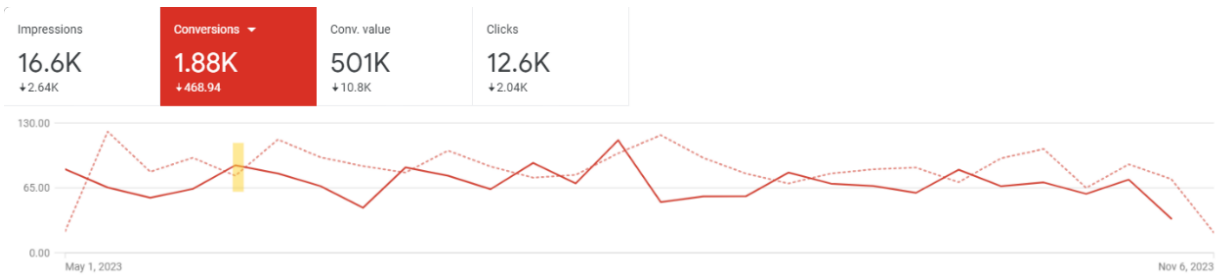 Impressions
16.6K
↓2.64K
Conversions
1.88K
↓468.94
Conv. value
501K
↓10.8K
Clicks
12.6K
↓2.04K
130.00
65.00
0.00
May 1, 2023
Nov 6, 2023